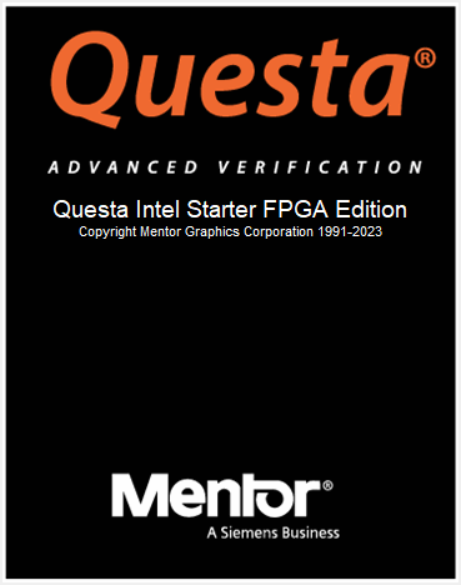 Questa®
ADVANCED VERIFICATION
Questa Intel Starter FPGA Edition
Copyright Mentor Graphics Corporation 1991-2023
Mentor®
A Siemens Business